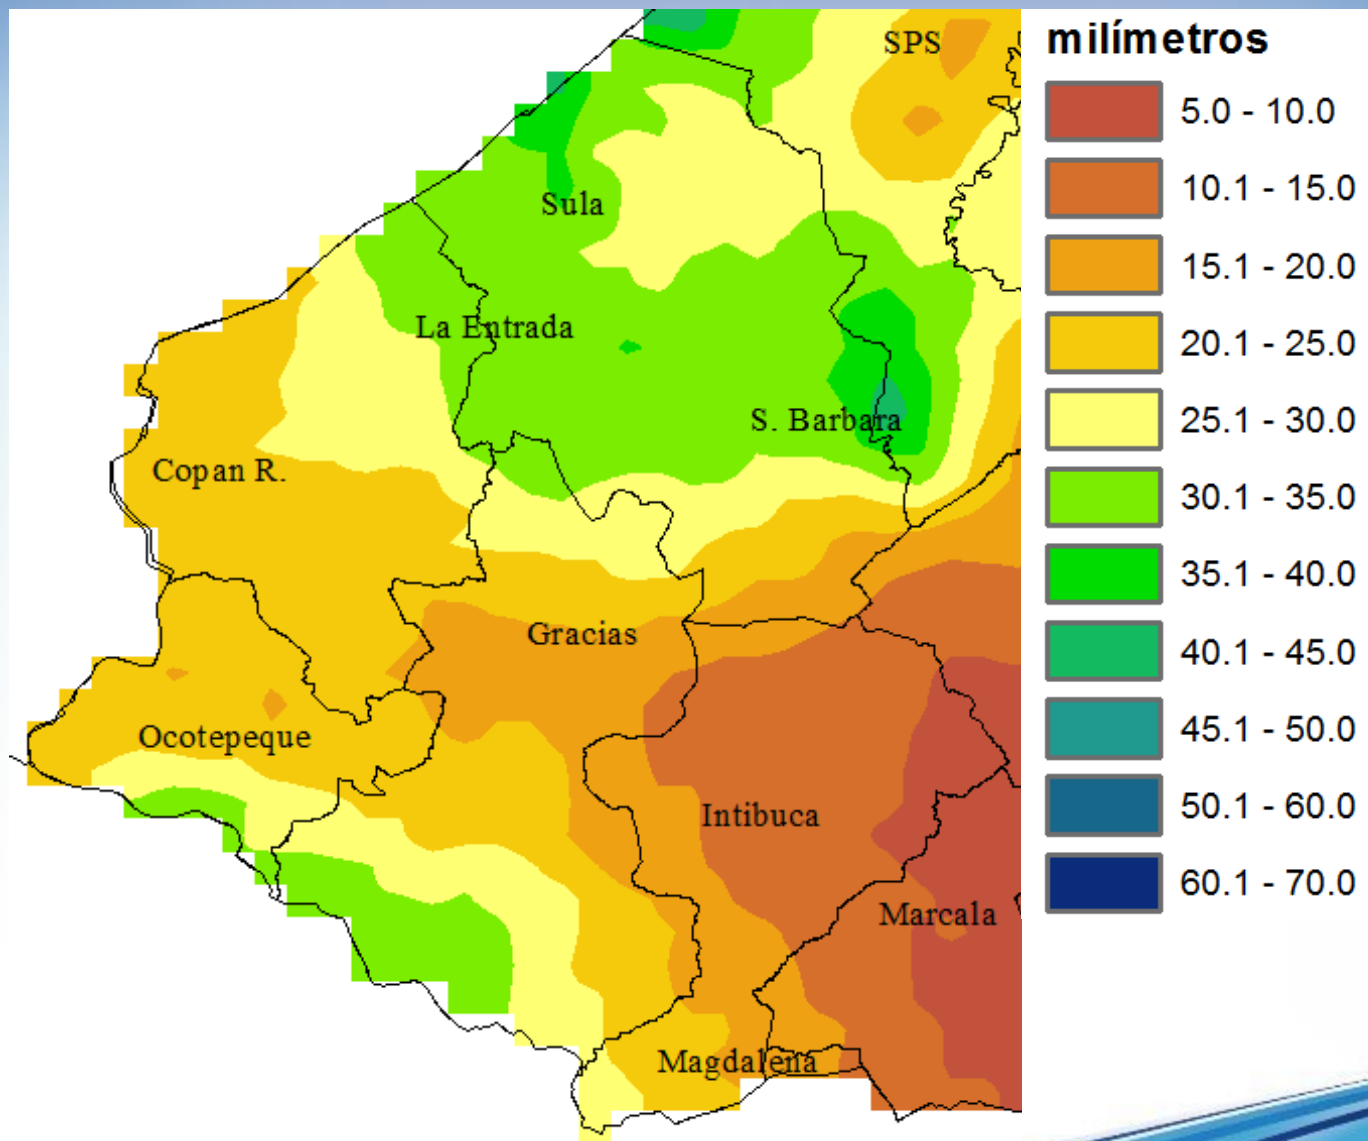 SPS
Sula
La Entrada
S. Barbara
Copan R.
Gracias
Ocotepeque
Intibuca
Marcala
Magdalena
milímetros
5.0 - 10.0
10.1 - 15.0
15.1 - 20.0
20.1 - 25.0
25.1 - 30.0
30.1 - 35.0
35.1 - 40.0
40.1 - 45.0
45.1 - 50.0
50.1 - 60.0
60.1 - 70.0